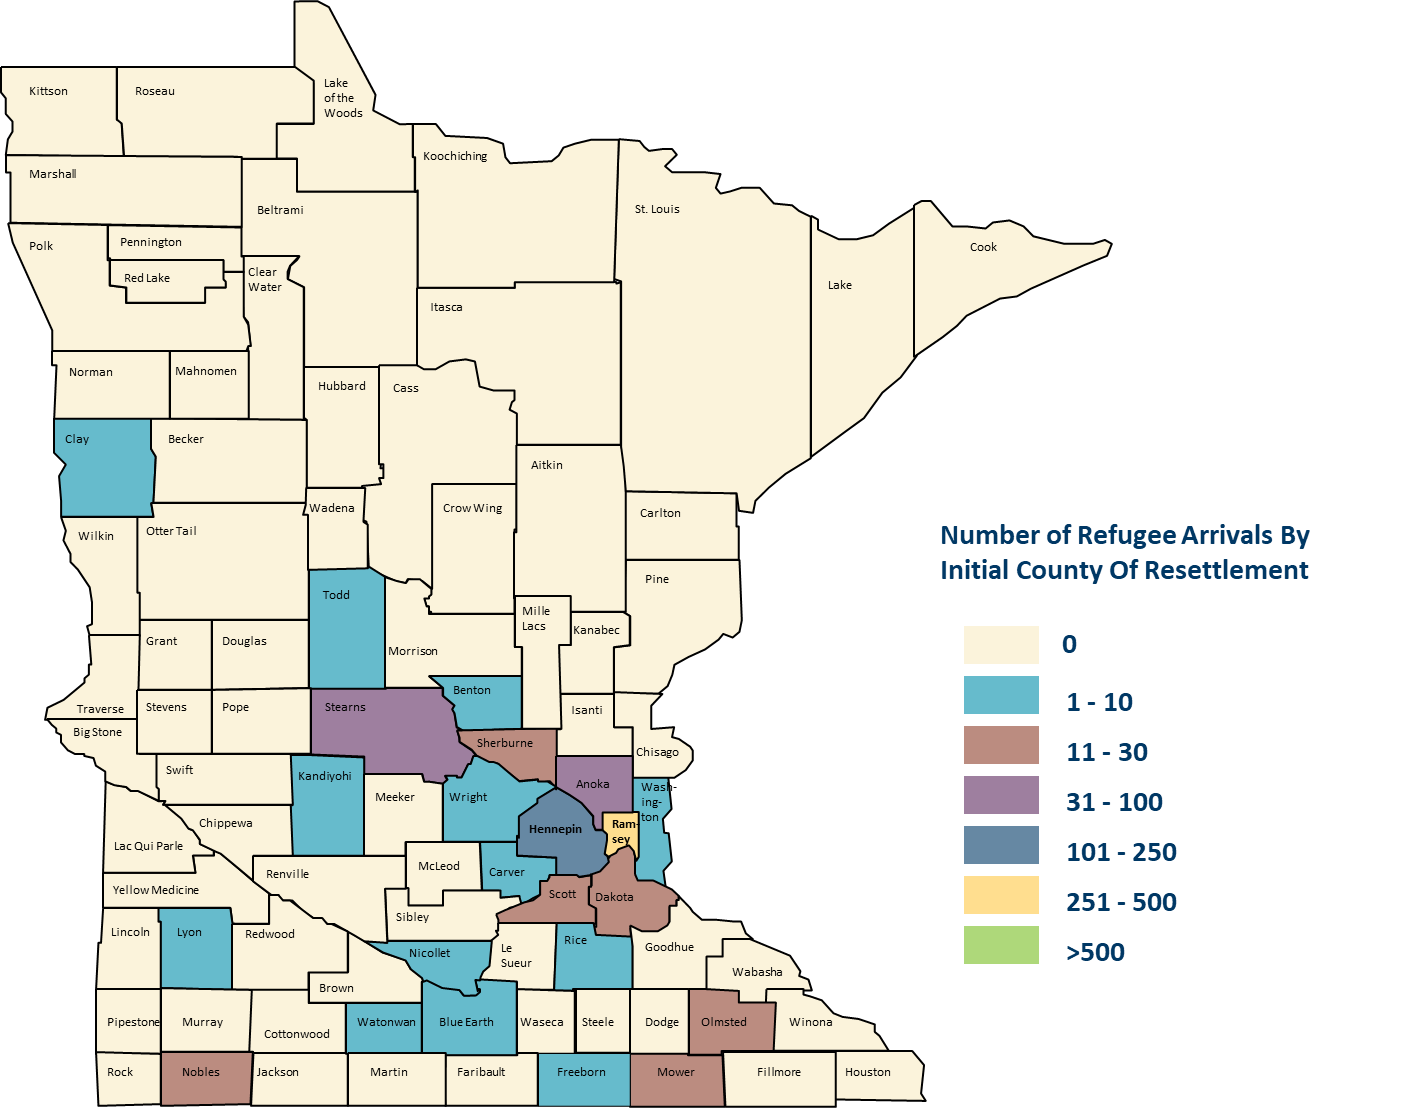 Lake
of the
Woods
Kittson
Roseau
Koochiching
Marshall
Beltrami
St. Louis
Polk
Pennington
Cook
Red Lake
Clear
Water
Lake
Itasca
Norman
Mahnomen
Hubbard
Cass
Clay
Becker
Aitkin
Wadena
Crow Wing
Carlton
Wilkin
Otter Tail
Pine
Todd
Mille
Lacs
Kanabec
Grant
Douglas
Morrison
Benton
Traverse
Stevens
Pope
Stearns
Isanti
Big Stone
Sherburne
Chisago
Swift
Kandiyohi
Anoka
Wash-
ing-
ton
Meeker
Wright
Chippewa
Hennepin
Ram-
sey
Lac Qui Parle
McLeod
Carver
Renville
Yellow Medicine
Scott
Dakota
Sibley
Lincoln
Lyon
Redwood
Nicollet
Le
Sueur
Rice
Goodhue
Wabasha
Brown
Pipestone
Murray
Cottonwood
Watonwan
Blue Earth
Waseca
Steele
Dodge
Olmsted
Winona
Rock
Nobles
Jackson
Martin
Faribault
Freeborn
Mower
Fillmore
Houston
Number of Refugee Arrivals By
Initial County Of Resettlement
0
1 - 10
11 - 30
31 - 100
101 - 250
251 - 500
>500